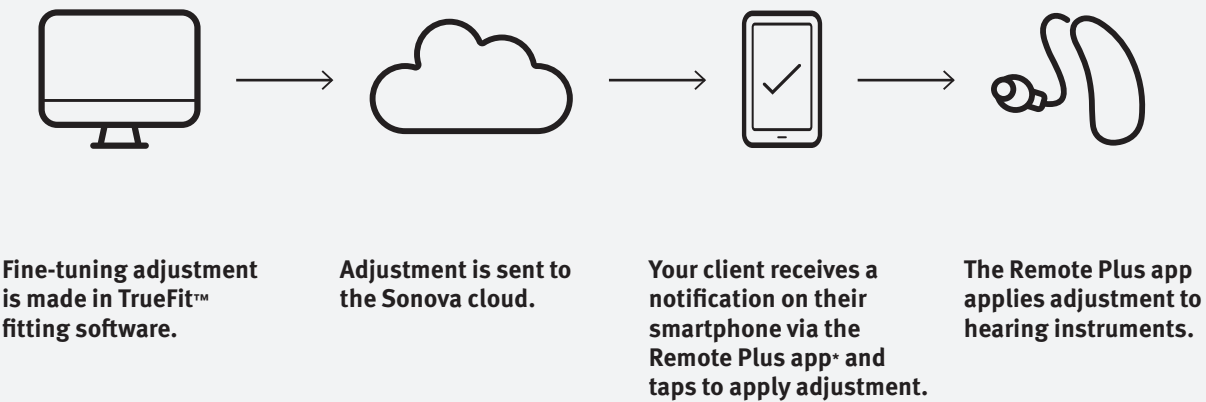 Fine-tuning adjustment
is made in TrueFit™
fitting software.
Adjustment is sent to
the Sonova cloud.
Your client receives a
notification on their
smartphone via the
Remote Plus app* and
taps to apply adjustment.
The Remote Plus app
applies adjustment to
hearing instruments.